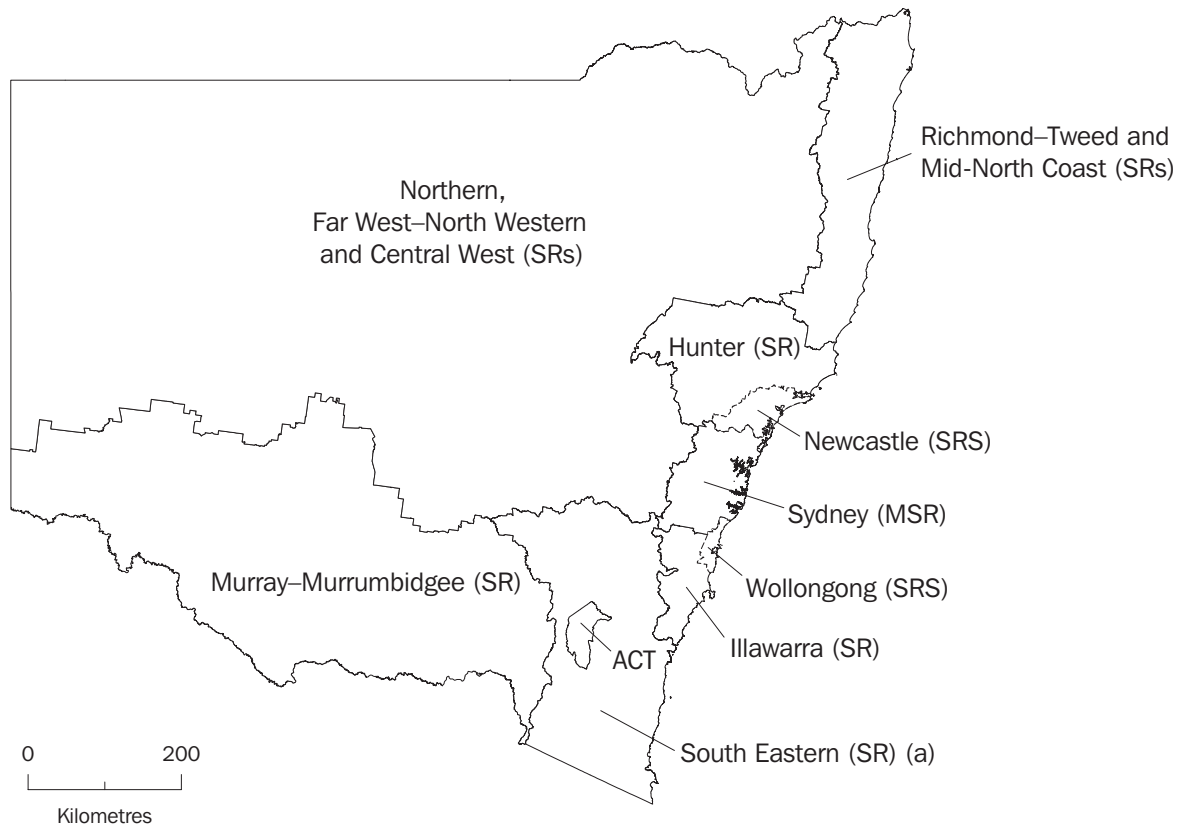 Richmond–Tweed and
Mid-North Coast (SRs)
Northern,
Far West–North Western
and Central West (SRs)
Hunter (SR)
Newcastle (SRS)
Sydney (MSR)
Murray–Murrumbidgee (SR)
Wollongong (SRS)
Illawarra (SR)
ACT
South Eastern (SR) (a)
0 200
Kilometres